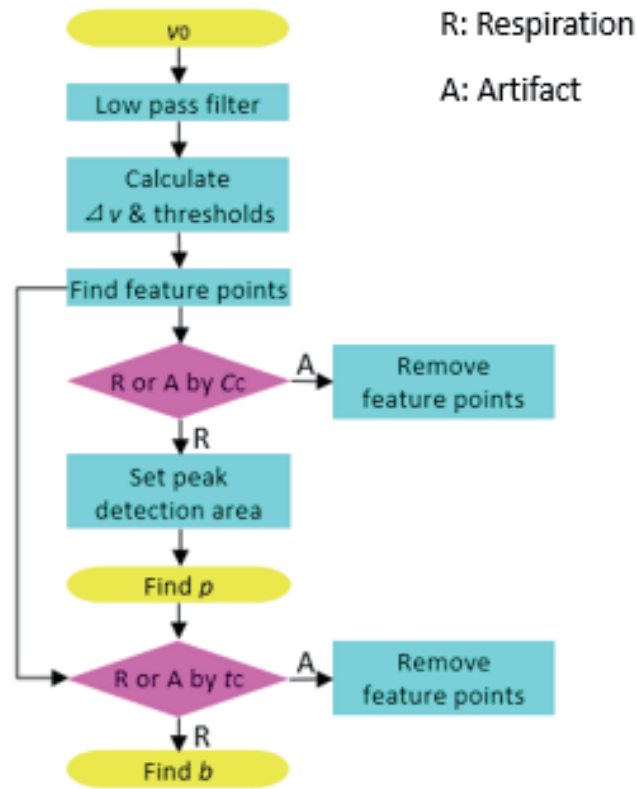 v0
R: Respiration
A: Artifact
Low pass filter
Calculate
Δv & thresholds
Find feature points
R or A by Cc
A
Remove
feature points
R
Set peak
detection area
Find p
R or A by tc
A
Remove
feature points
R
Find b